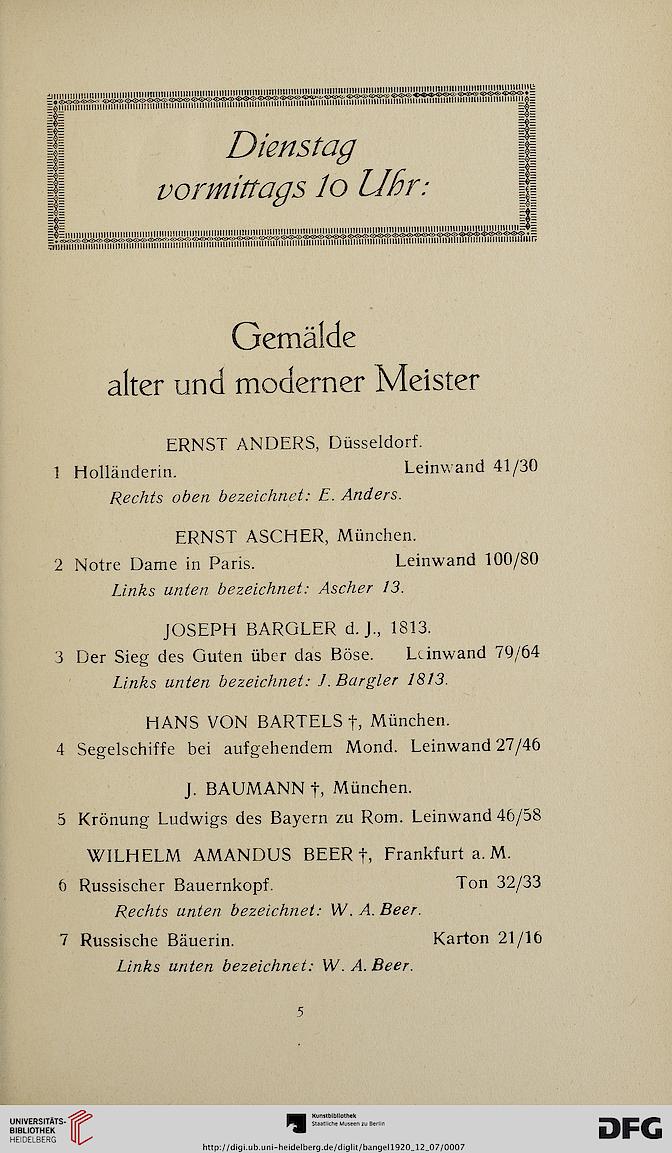 Dienstag
vormittags 10 Uhr:
Gemälde
alter und moderner Meister
ERNST ANDERS, Düsseldorf.
1 Holländerin. Leinwand 41/30
Rechts oben bezeichnet: E. Anders.
ERNST ASCHER, München.
2 Notre Dame in Paris. Leinwand 100/80
Links unten bezeichnet: Ascher 13.
JOSEPH BARGLER d. J., 1813.
3 Der Sieg des Guten über das Böse. Leinwand 79/64
Links unten bezeichnet: J. Bargler 1813.
HANS VON BARTELS †, München.
4 Segelschiffe bei aufgehendem Mond. Leinwand 27/46
J. BAUMANN †, München.
5 Krönung Ludwigs des Bayern zu Rom. Leinwand 46/58
WILHELM AMANDUS BEER †, Frankfurt a. M.
6 Russischer Bauernkopf. Ton 32/33
Rechts unten bezeichnet: W. A. Beer.
7 Russische Bäuerin. Karton 21/16
Links unten bezeichnet: W. A. Beer.
5
UNIVERSITÄTS-
BIBLIOTHEK
HEIDELBERG
Kunstbibliothek
Staatliche Museen zu Berlin
DFG
http://digi.ub.uni-heidelberg.de/diglit/bangel1920_12_07/0007